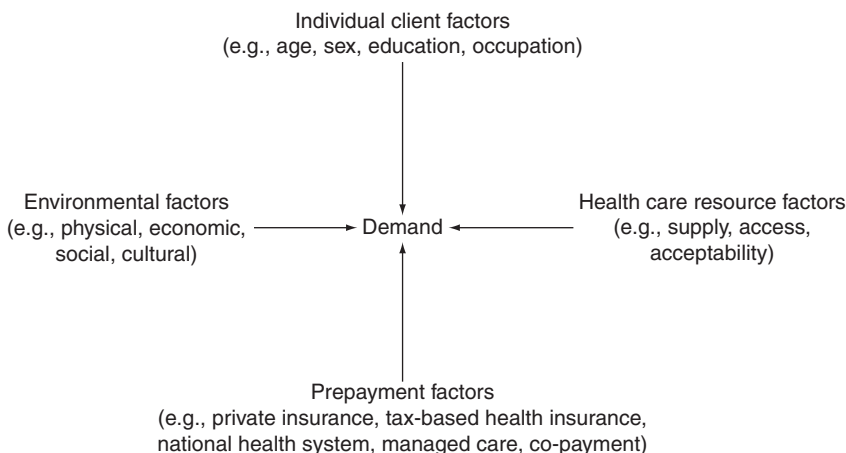 Individual client factors
(e.g., age, sex, education, occupation)
Environmental factors
(e.g., physical, economic,
social, cultural)
Demand
Health care resource factors
(e.g., supply, access,
acceptability)
Prepayment factors
(e.g., private insurance, tax-based health insurance,
national health system, managed care, co-payment)